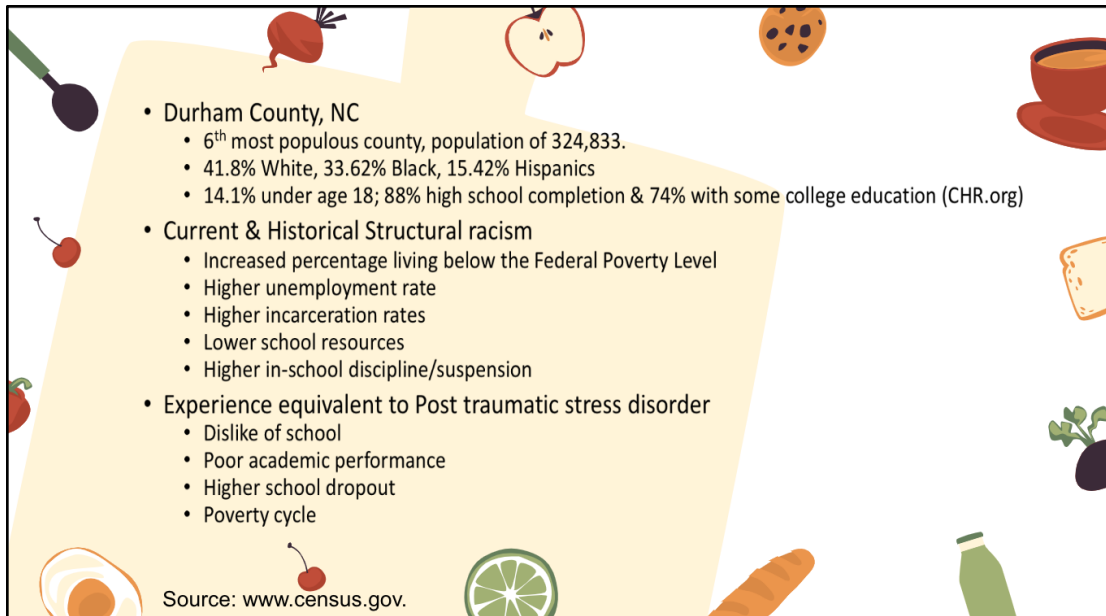 • Durham County, NC
• 6th most populous county, population of 324,833.
• 41.8% White, 33.62% Black, 15.42% Hispanics
• 14.1% under age 18; 88% high school completion & 74% with some college education (CHR.org)
• Current & Historical Structural racism
• Increased percentage living below the Federal Poverty Level
• Higher unemployment rate
• Higher incarceration rates
• Lower school resources
• Higher in-school discipline/suspension
• Experience equivalent to Post traumatic stress disorder
• Dislike of school
• Poor academic performance
• Higher school dropout
• Poverty cycle
Source: www.census.gov.